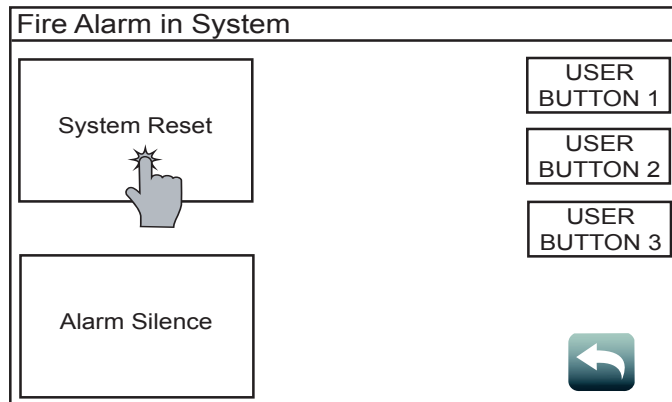 Fire Alarm in System
System Reset
Alarm Silence
USER
BUTTON 1
USER
BUTTON 2
USER
BUTTON 3